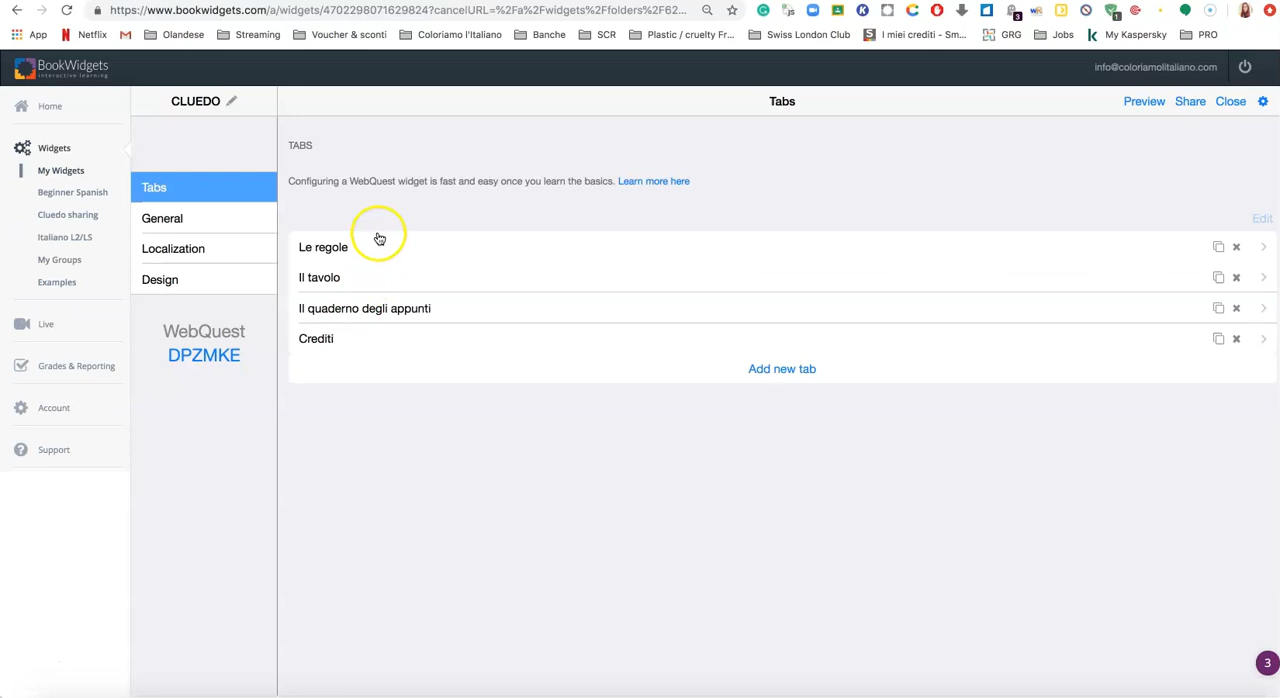 https://www.bookwidgets.com/a/widgets/4702298071629824?cancelURL=%2Fa%2Fwidgets%2Ffolders%2F62...
App Netflix Olandese Streaming Voucher & sconti Coloriamo l'Italiano Banche SCR Plastic / cruelty Fr... Swiss London Club I miei crediti - Sm... GRG Jobs My Kaspersky PRO
BookWidgets
interactive learning
info@coloriamolitaliano.com
Home
Widgets
My Widgets
Beginner Spanish
Cluedo sharing
Italiano L2/LS
My Groups
Examples
Live
Grades & Reporting
Account
Support
CLUEDO
Tabs
General
Localization
Design
WebQuest
DPZMKE
Tabs
Preview Share Close
TABS
Configuring a WebQuest widget is fast and easy once you learn the basics. Learn more here
Edit
Le regole
Il tavolo
Il quaderno degli appunti
Crediti
Add new tab
3